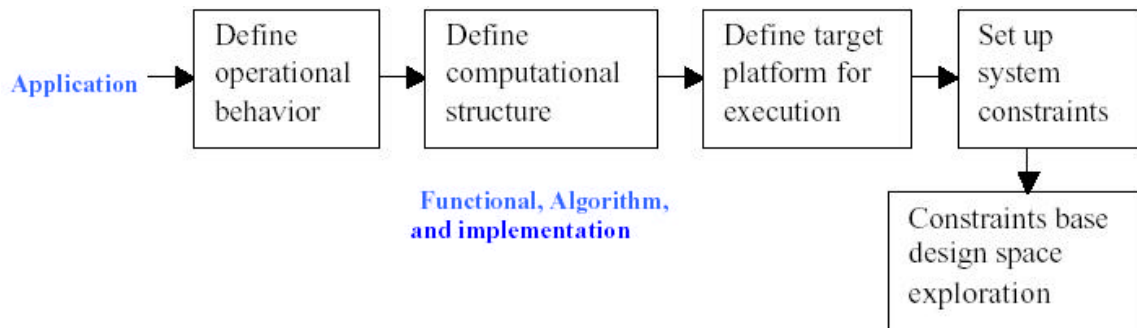 Application
Define
operational
behavior
Define
computational
structure
Define target
platform for
execution
Set up
system
constraints
Functional, Algorithm,
and implementation
Constraints base
design space
exploration